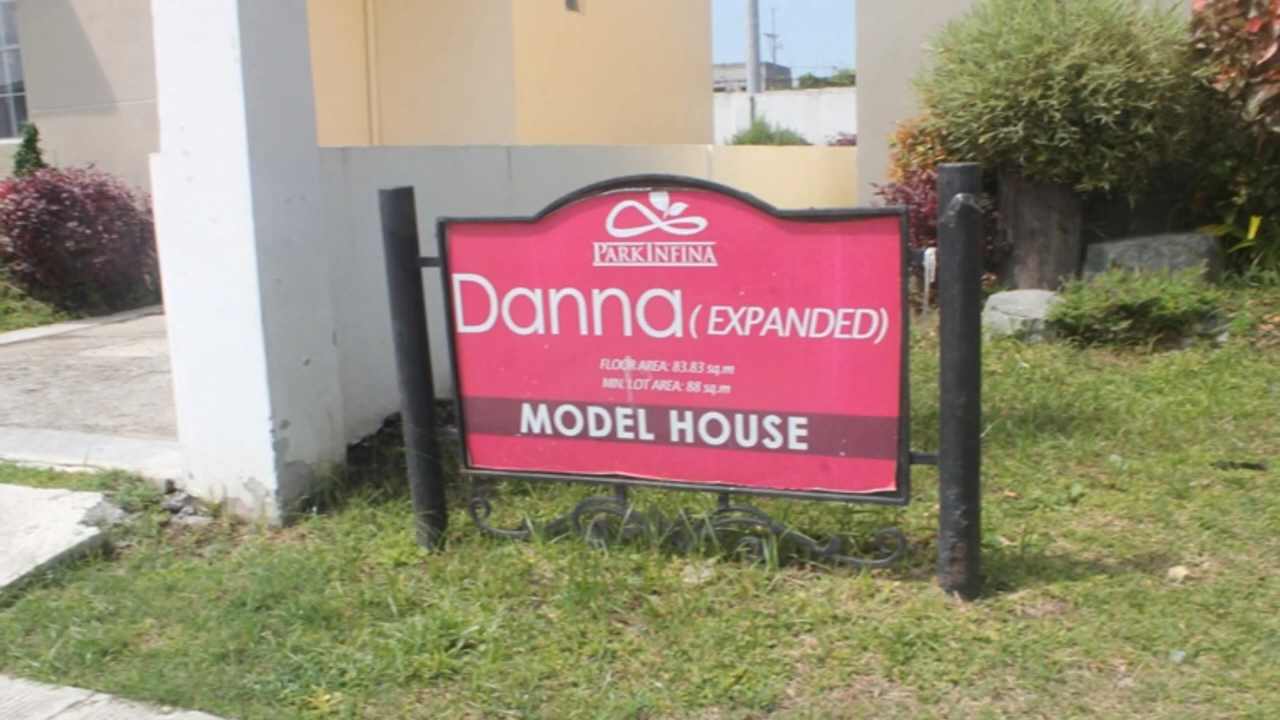 PARKINFINA
Danna (EXPANDED)
FLOOR AREA: 83.83 sq.m
MIN. LOT AREA: 88 sq.m
MODEL HOUSE